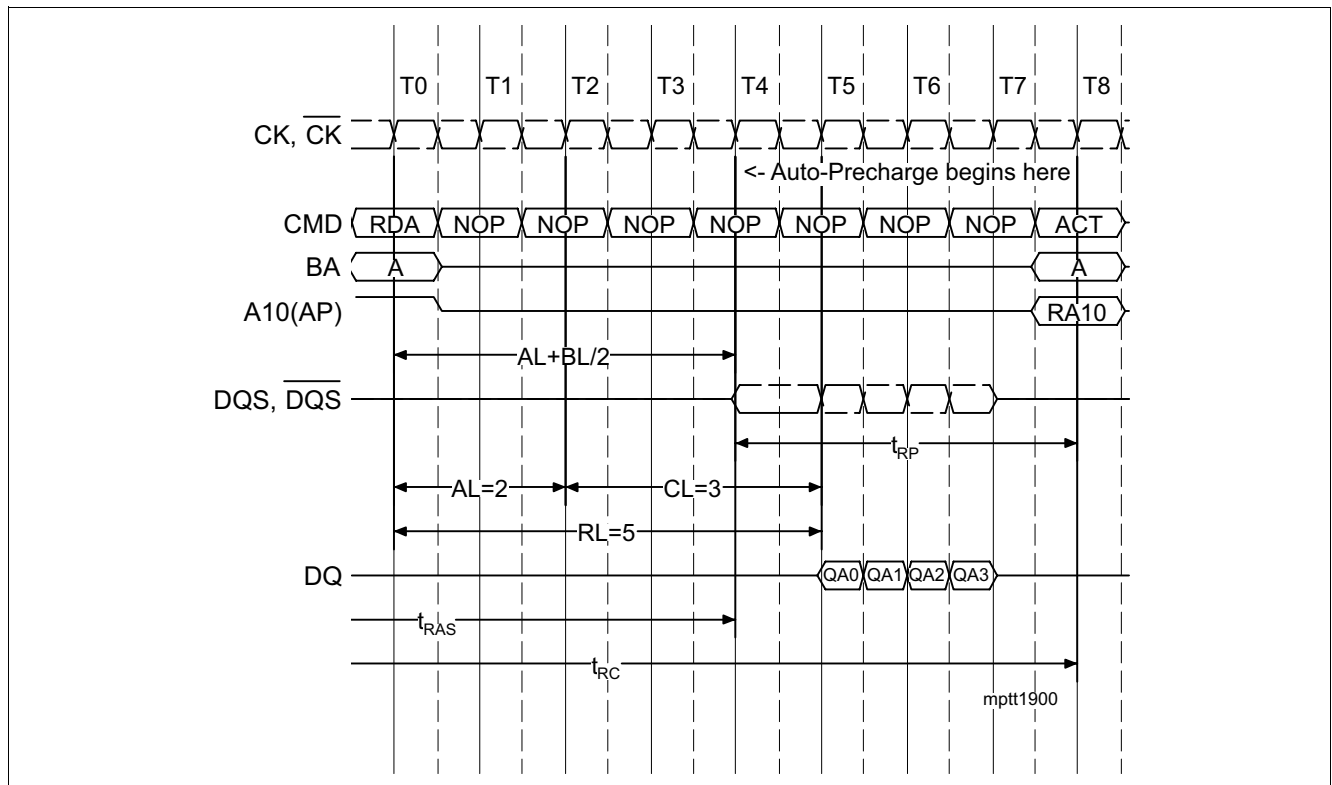 T0 T1 T2 T3 T4 T5 T6 T7 T8
CK, CK
<- Auto-Precharge begins here
CMD RDA NOP NOP NOP NOP NOP NOP NOP ACT
BA A A
A10(AP) RA10
AL+BL/2
DQS, DQS
tRP
AL=2 CL=3
RL=5
DQ QA0 QA1 QA2 QA3
tRAS
tRC
mptt1900